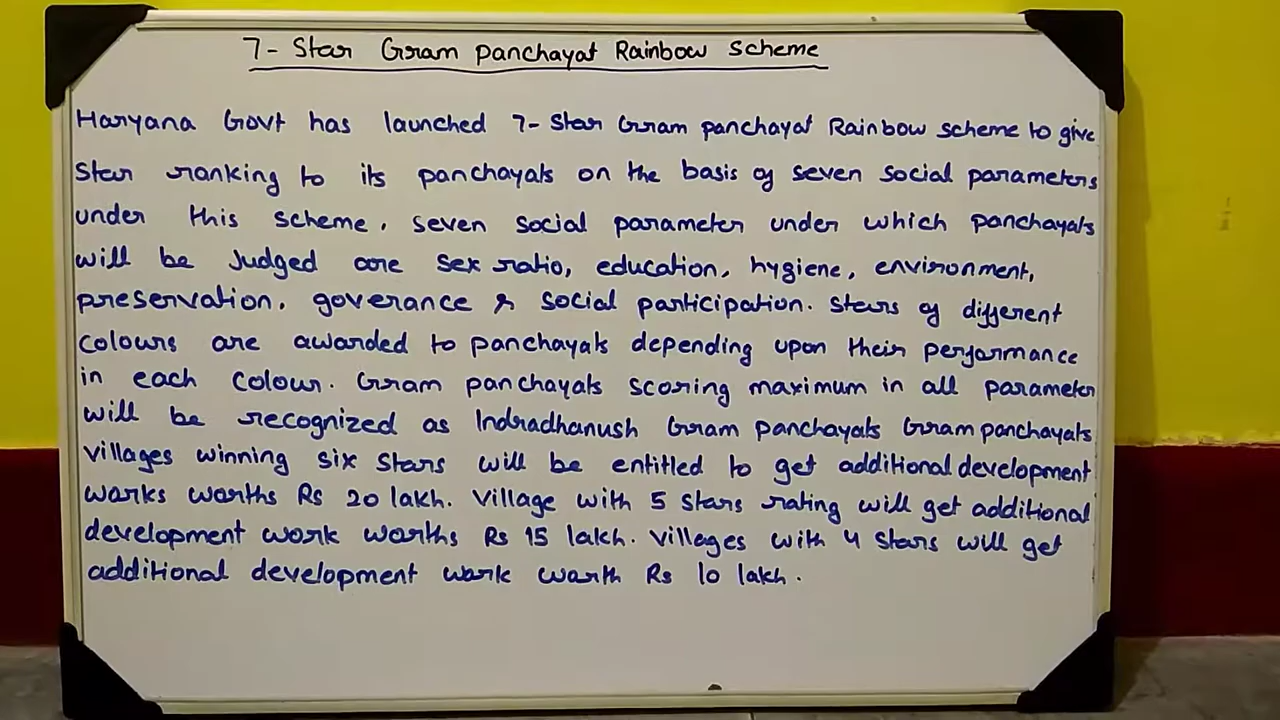 7- Star Gram Panchayat Rainbow Scheme
Haryana Govt has launched 7- Star Gram panchayat Rainbow scheme to give
Star ranking to its panchayats on the basis of seven social parameters
under this scheme. seven social parameter under which panchayats
will be Judged are sex ratio, education, hygiene, environment,
preservation, goverance & social participation. stars of different
colours are awarded to panchayats depending upon their performance
in each colour. Gram panchayats scoring maximum in all parameter
will be recognized as Indradhanush Gram panchayats Gram panchayats
villages winning six stars will be entitled to get additional development
works worths Rs 20 lakh. Village with 5 stars rating will get additional
development work worths Rs 15 lakh. villages with 4 stars will get
additional development work worth Rs 10 lakh.